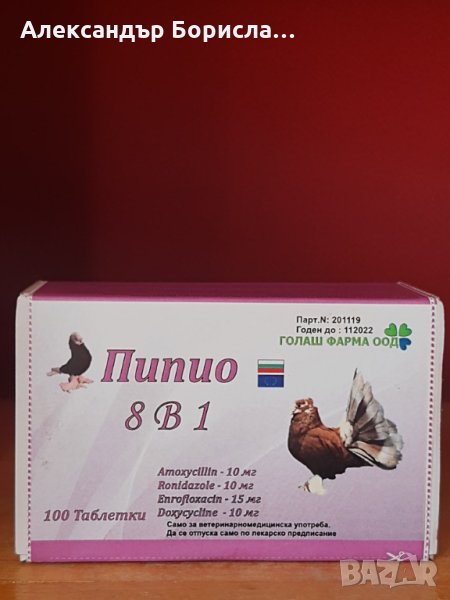 Александър Борисла...
Парт.N: 201119
Годен до : 112022
ГОЛАШ ФАРМА ООД
Пипио
8 В 1
Amoxycillin - 10 мг
Ronidazole - 10 мг
Enrofloxacin - 15 мг
Doxycycline - 10 мг
100 Таблетки
Само за ветеринарномедицинска употреба.
Да се отпуска само по лекарско предписание
BAZAR